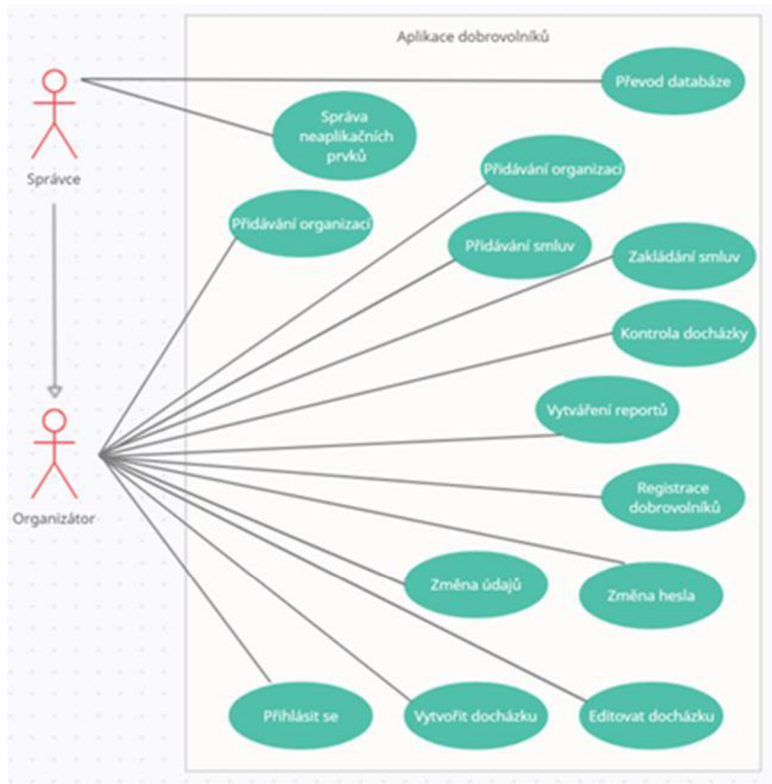 Aplikace dobrovolníků
Převod databáze
Správa
neaplikačních
prvků
Správce
Přidávání organizací
Přidávání organizací
Přidávání smluv
Zakládání smluv
Kontrola docházky
Vytváření reportů
Organizátor
Registrace
dobrovolníků
Změna údajů
Změna hesla
Přihlásit se
Vytvořit docházku
Editovat docházku